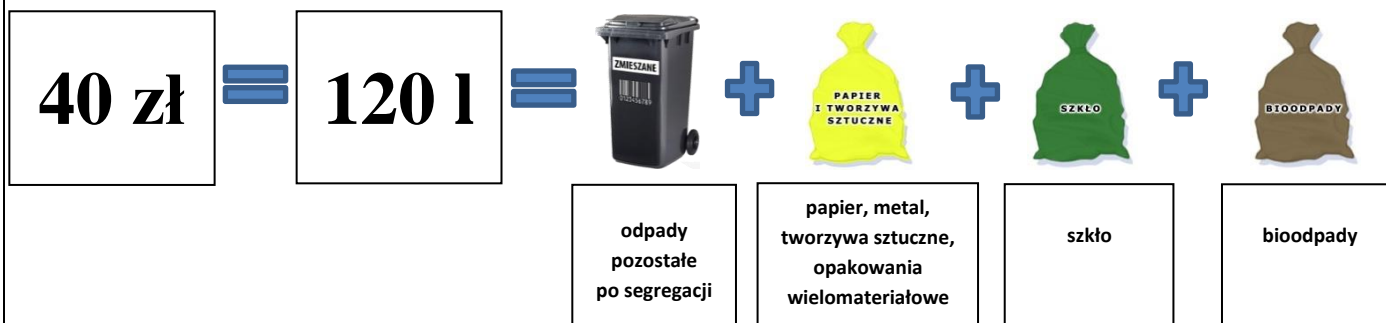 40 zł
120 l
ZMIESZANE
0123456789
PAPIER
I TWORZYWA
SZTUCZNE
SZKŁO
BIOODPADY
odpady
pozostałe
po segregacji
papier, metal,
tworzywa sztuczne,
opakowania
wielomateriałowe
szkło
bioodpady